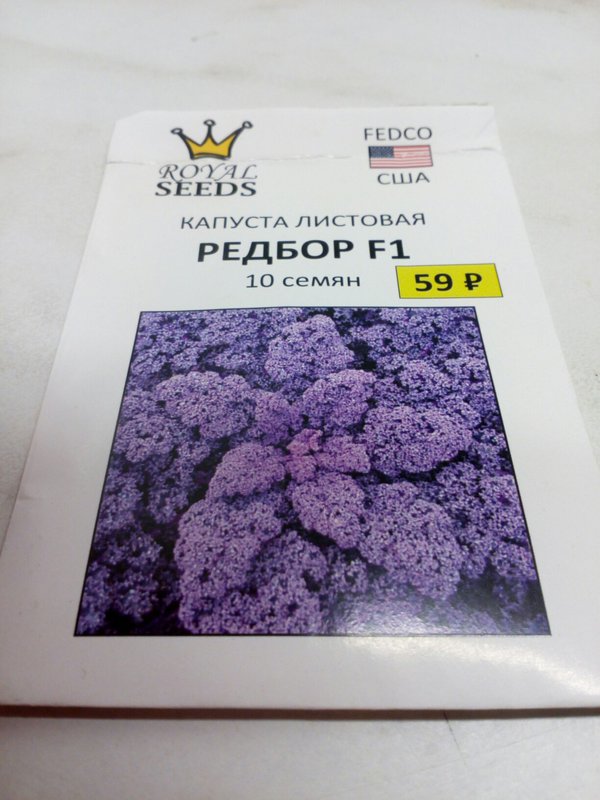 ROYAL
SEEDS
FEDCO
США
КАПУСТА ЛИСТОВАЯ
РЕДБОР F1
10 семян
59 ₽